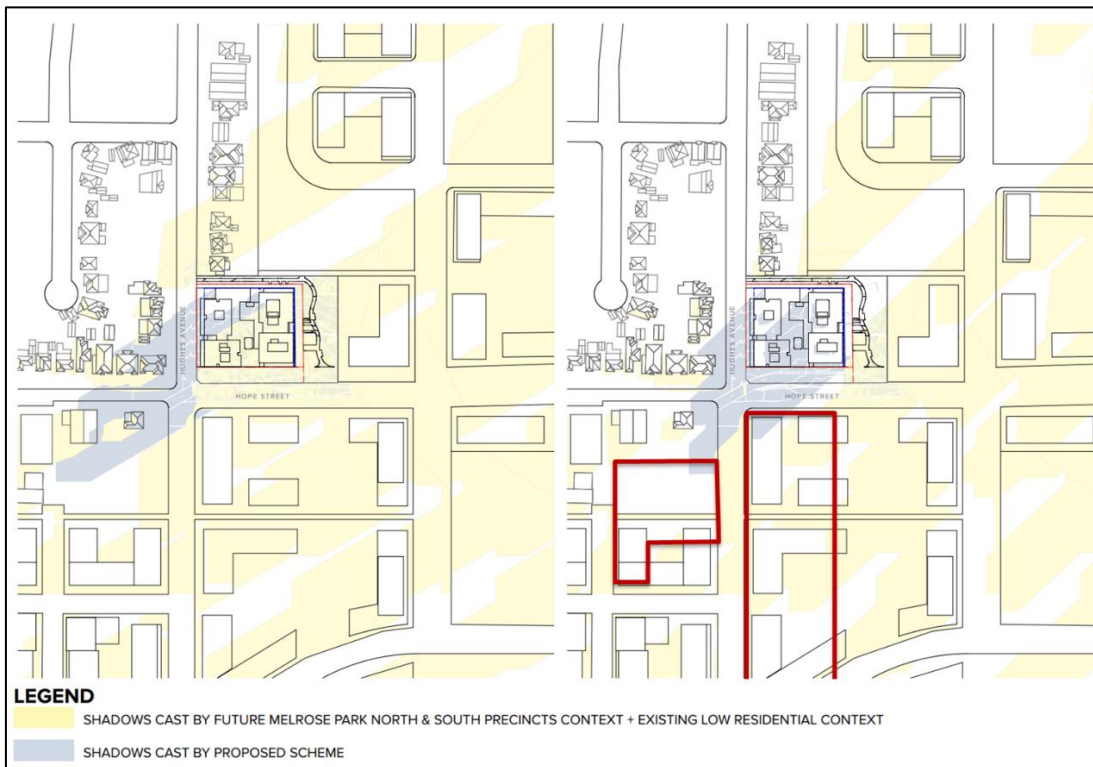 HUGHES AVENUE
HUGHES AVENUE
HOPE STREET
HOPE STREET
LEGEND
SHADOWS CAST BY FUTURE MELROSE PARK NORTH & SOUTH PRECINCTS CONTEXT + EXISTING LOW RESIDENTIAL CONTEXT
SHADOWS CAST BY PROPOSED SCHEME